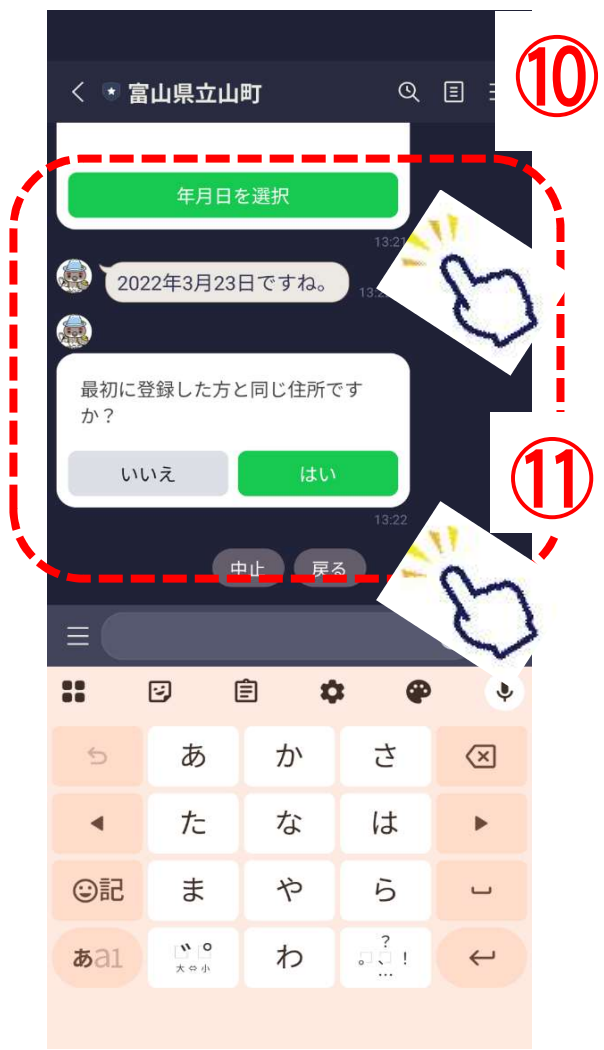 ⑩
富山県立山町
年月日を選択
13:21
2022年3月23日ですね。
最初に登録した方と同じ住所です
か？
いいえ
はい
⑪
13:22
中止
戻る
あ
か
さ
た
な
は
記
ま
や
ら
あa1
大⇔小
わ
。、?!…